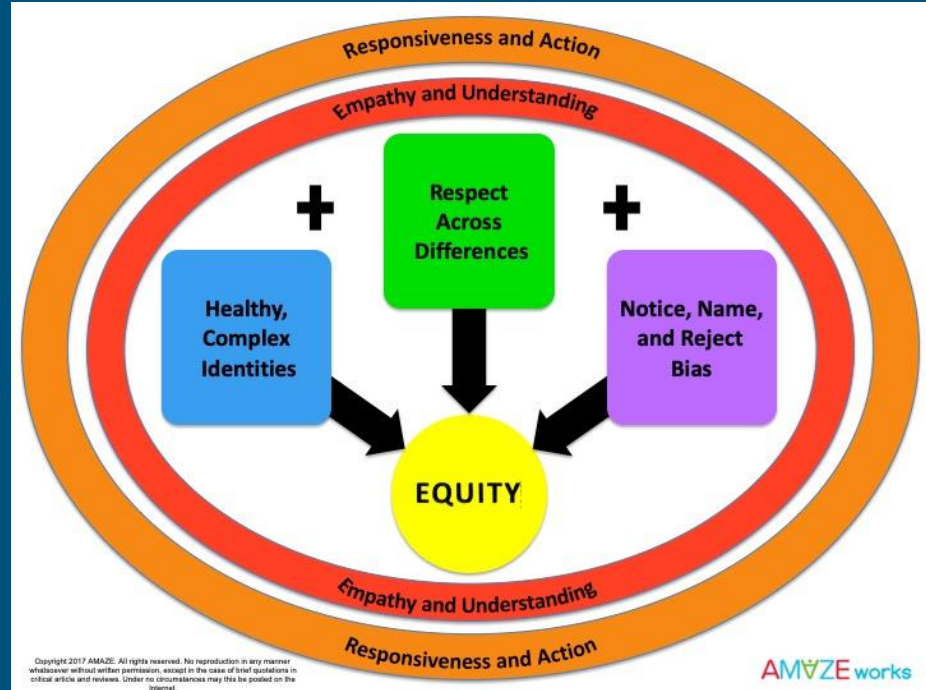 Responsiveness and Action
Empathy and Understanding
Respect
Across
Differences
Healthy,
Complex
Identities
Notice, Name,
and Reject
Bias
EQUITY
Empathy and Understanding
Responsiveness and Action
Copyright 2017 AMAZE. All rights reserved. No reproduction in any manner
whatsoever without written permission, except in the case of brief quotations in
critical article and reviews. Under no circumstances may this be posted on the
Internet.
AMAZE works